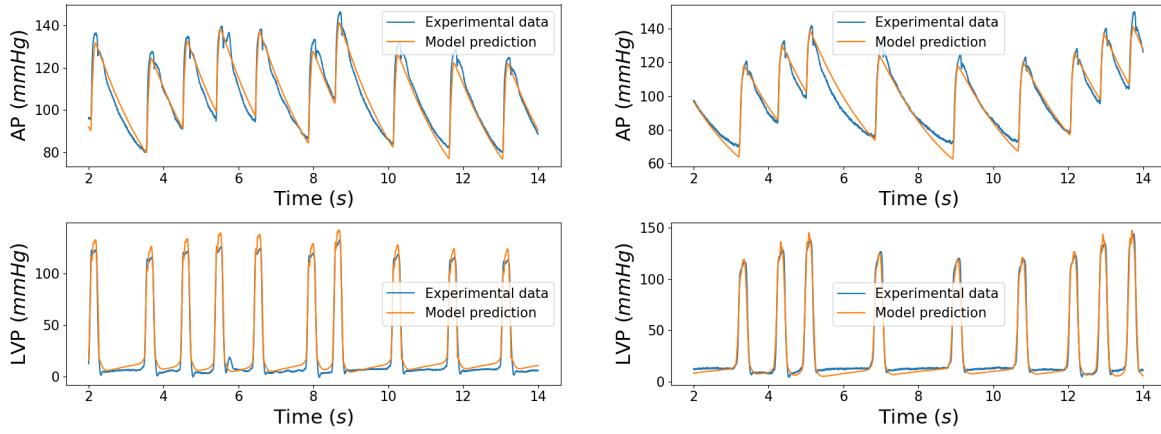 AP (mmHg)
140
120
100
80
Experimental data
Model prediction
2 4 6 8 10 12 14
Time (s)
AP (mmHg)
140
120
100
80
60
Experimental data
Model prediction
2 4 6 8 10 12 14
Time (s)
LVP (mmHg)
100
50
0
Experimental data
Model prediction
2 4 6 8 10 12 14
Time (s)
LVP (mmHg)
150
100
50
0
Experimental data
Model prediction
2 4 6 8 10 12 14
Time (s)